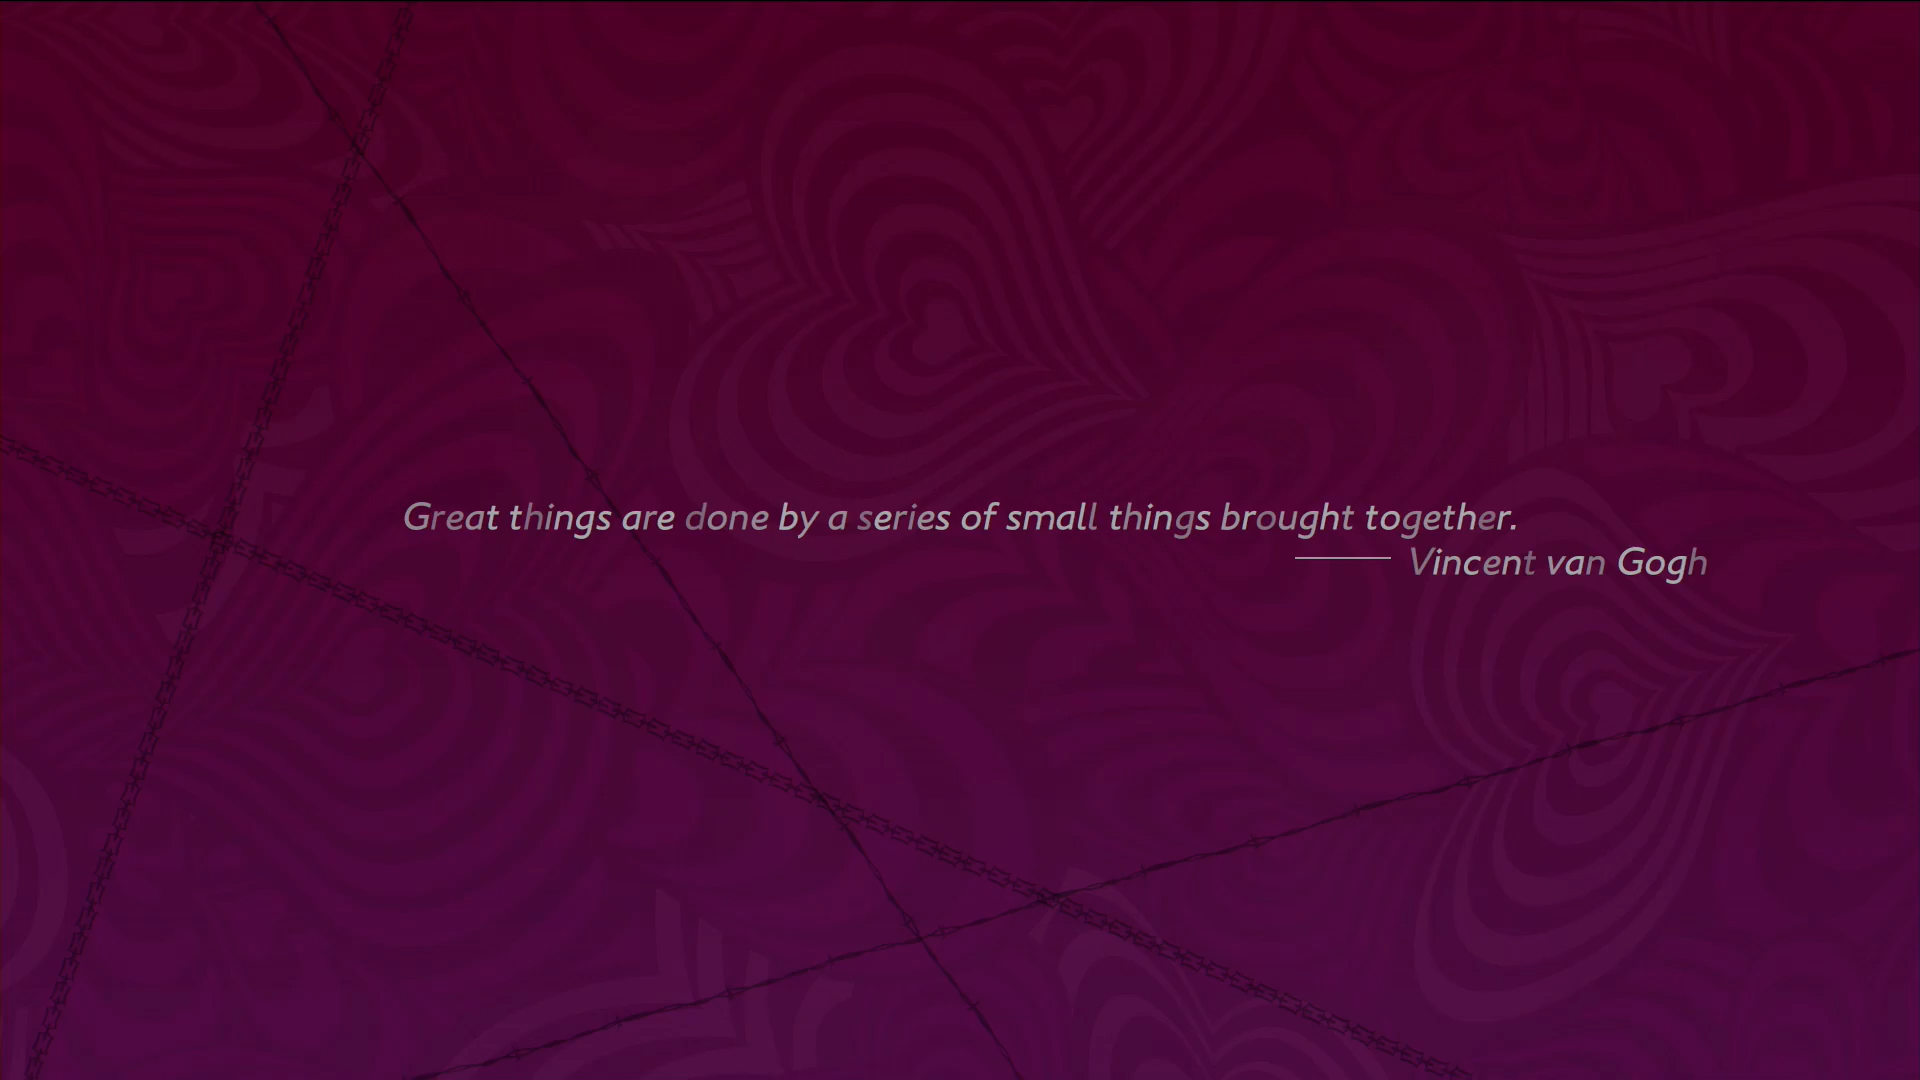 Great things are done by a series of small things brought together.
Vincent van Gogh